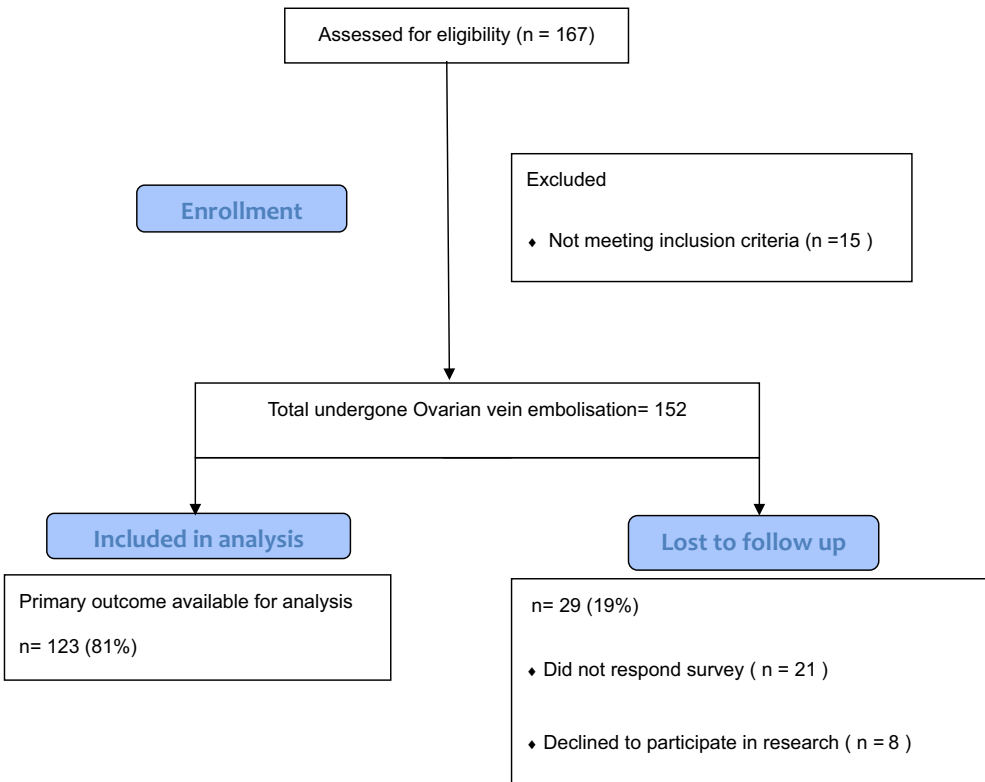 Assessed for eligibility (n = 167)
Enrollment
Excluded
♦ Not meeting inclusion criteria (n =15 )
Total undergone Ovarian vein embolisation= 152
Included in analysis
Lost to follow up
Primary outcome available for analysis
n= 123 (81%)
n= 29 (19%)
♦ Did not respond survey ( n = 21 )
♦ Declined to participate in research ( n = 8 )